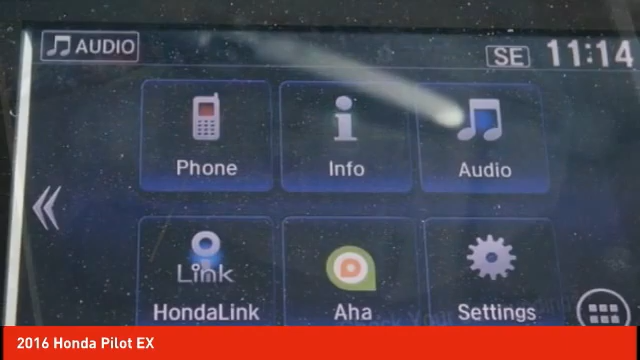 AUDIO
SE 11:14
Phone Info Audio
Link
HondaLink Aha Settings
2016 Honda Pilot EX